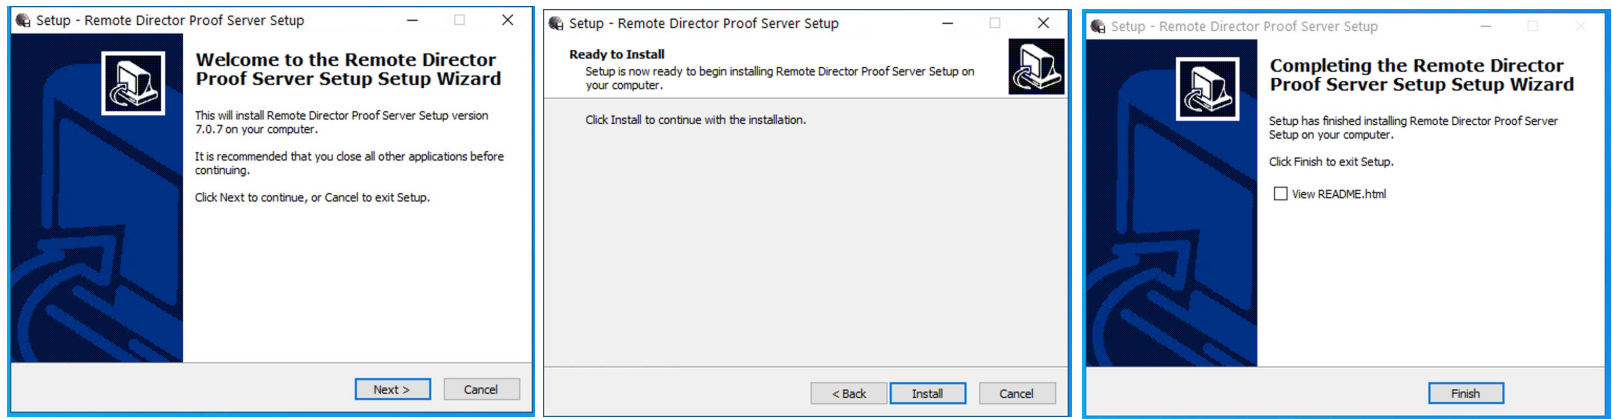 Setup - Remote Director Proof Server Setup
Welcome to the Remote Director
Proof Server Setup Setup Wizard
This will install Remote Director Proof Server Setup version
7.0.7 on your computer.
It is recommended that you close all other applications before
continuing.
Click Next to continue, or Cancel to exit Setup.
Next >
Cancel
Setup - Remote Director Proof Server Setup
Ready to Install
Setup is now ready to begin installing Remote Director Proof Server Setup on
your computer.
Click Install to continue with the installation.
< Back
Install
Cancel
Setup - Remote Director Proof Server Setup
Completing the Remote Director
Proof Server Setup Setup Wizard
Setup has finished installing Remote Director Proof Server
Setup on your computer.
Click Finish to exit Setup.
View README.html
Finish